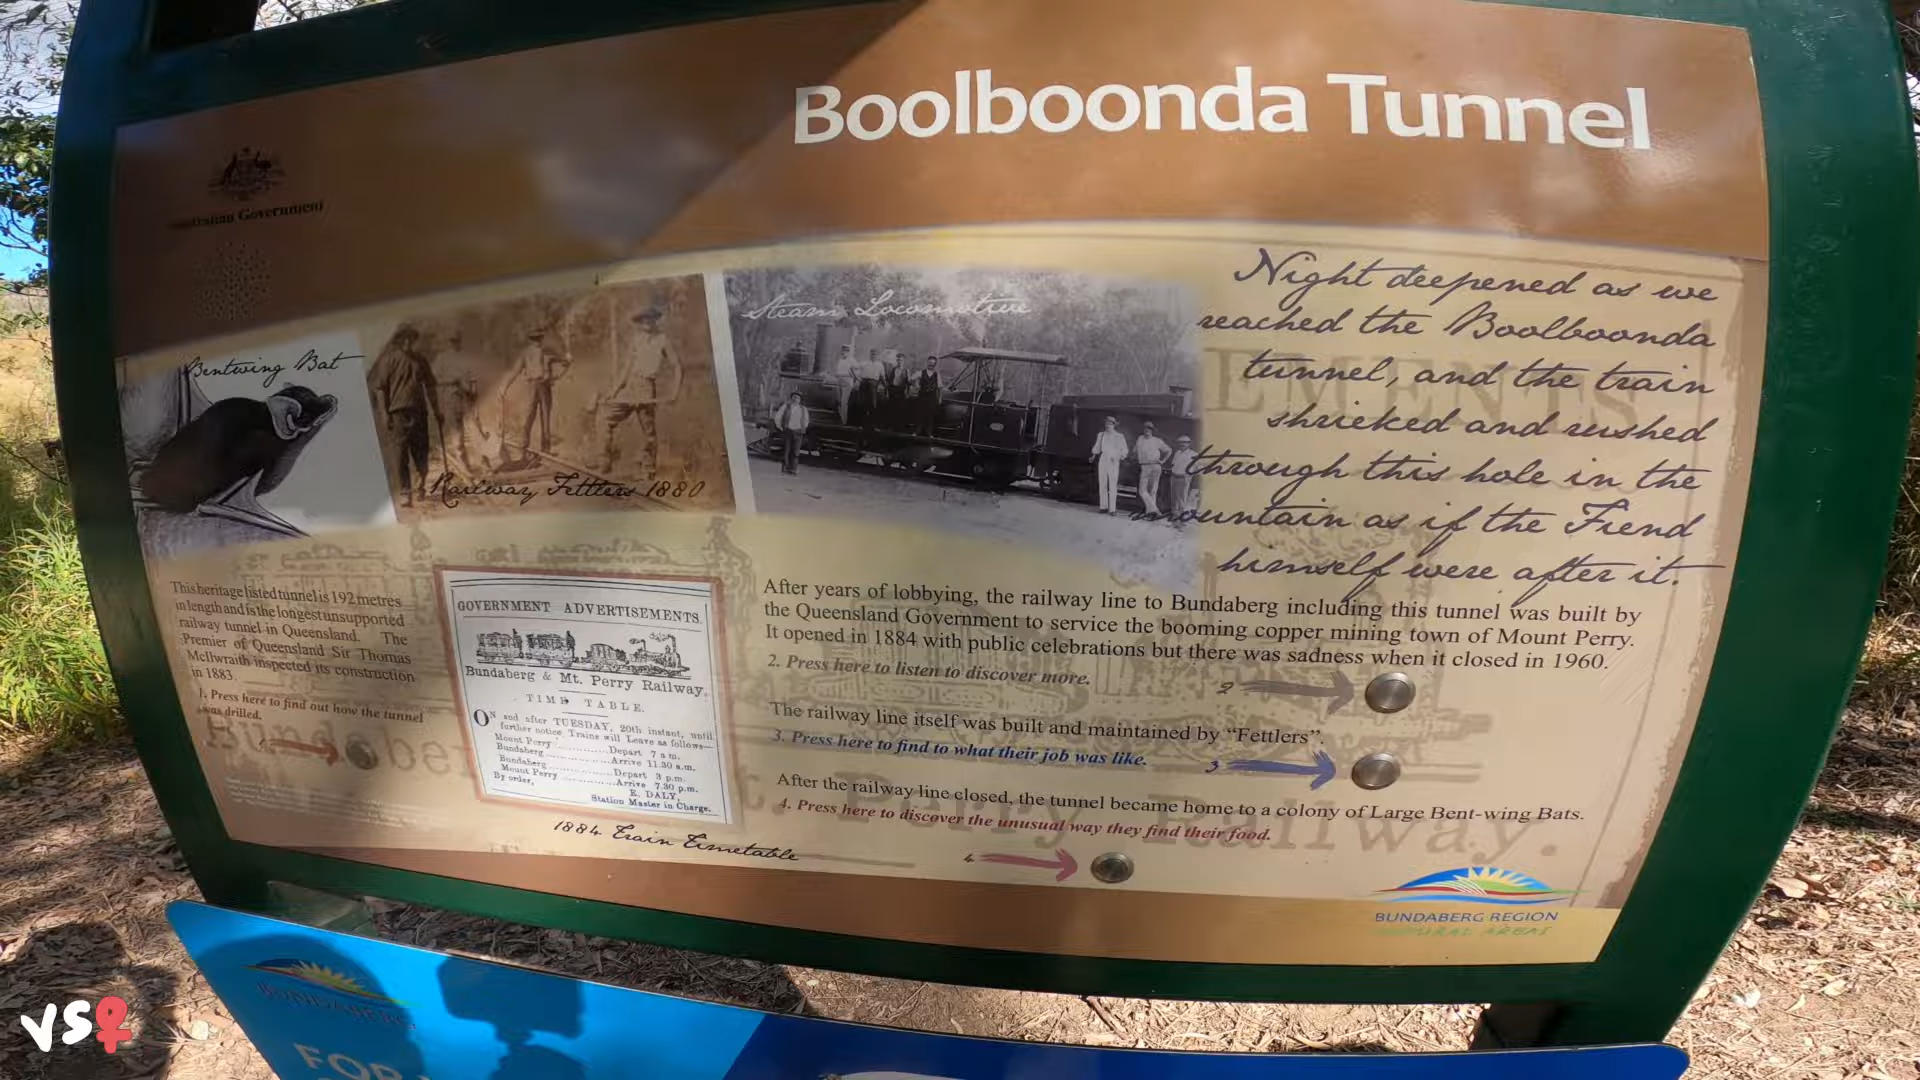 Boolboonda Tunnel
Australian Government
Night deepened as we
reached the Boolboonda
tunnel, and the train
shrieked and rushed
through this hole in the
mountain as if the Fiend
himself were after it.
Bentwing Bat
Railway Fettlers 1880
Steam Locomotive
This heritage listed tunnel is 192 metres
in length and is the longest unsupported
railway tunnel in Queensland. The
Premier of Queensland Sir Thomas
McIlwraith inspected its construction
in 1883.
1. Press here to find out how the tunnel
was drilled.
GOVERNMENT ADVERTISEMENTS.
Bundaberg & Mt. Perry Railway.
TIME TABLE.
ON and after TUESDAY, 20th instant, until
further notice Trains will Leave as follows—
Mount Perry ............Depart 7 a.m.
Bundaberg ..............Arrive 11.30 a.m.
Bundaberg ..............Depart 3 p.m.
Mount Perry ............Arrive 7.30 p.m.
By order,
E. DALY,
Station Master in Charge.
1884 Train Timetable
After years of lobbying, the railway line to Bundaberg including this tunnel was built by
the Queensland Government to service the booming copper mining town of Mount Perry.
It opened in 1884 with public celebrations but there was sadness when it closed in 1960.
2. Press here to listen to discover more.
2
The railway line itself was built and maintained by “Fettlers”.
3. Press here to find to what their job was like.
3
After the railway line closed, the tunnel became home to a colony of Large Bent-wing Bats.
4. Press here to discover the unusual way they find their food.
4
BUNDABERG REGION
NATURAL AREAS
BUNDABERG
FOR
vs